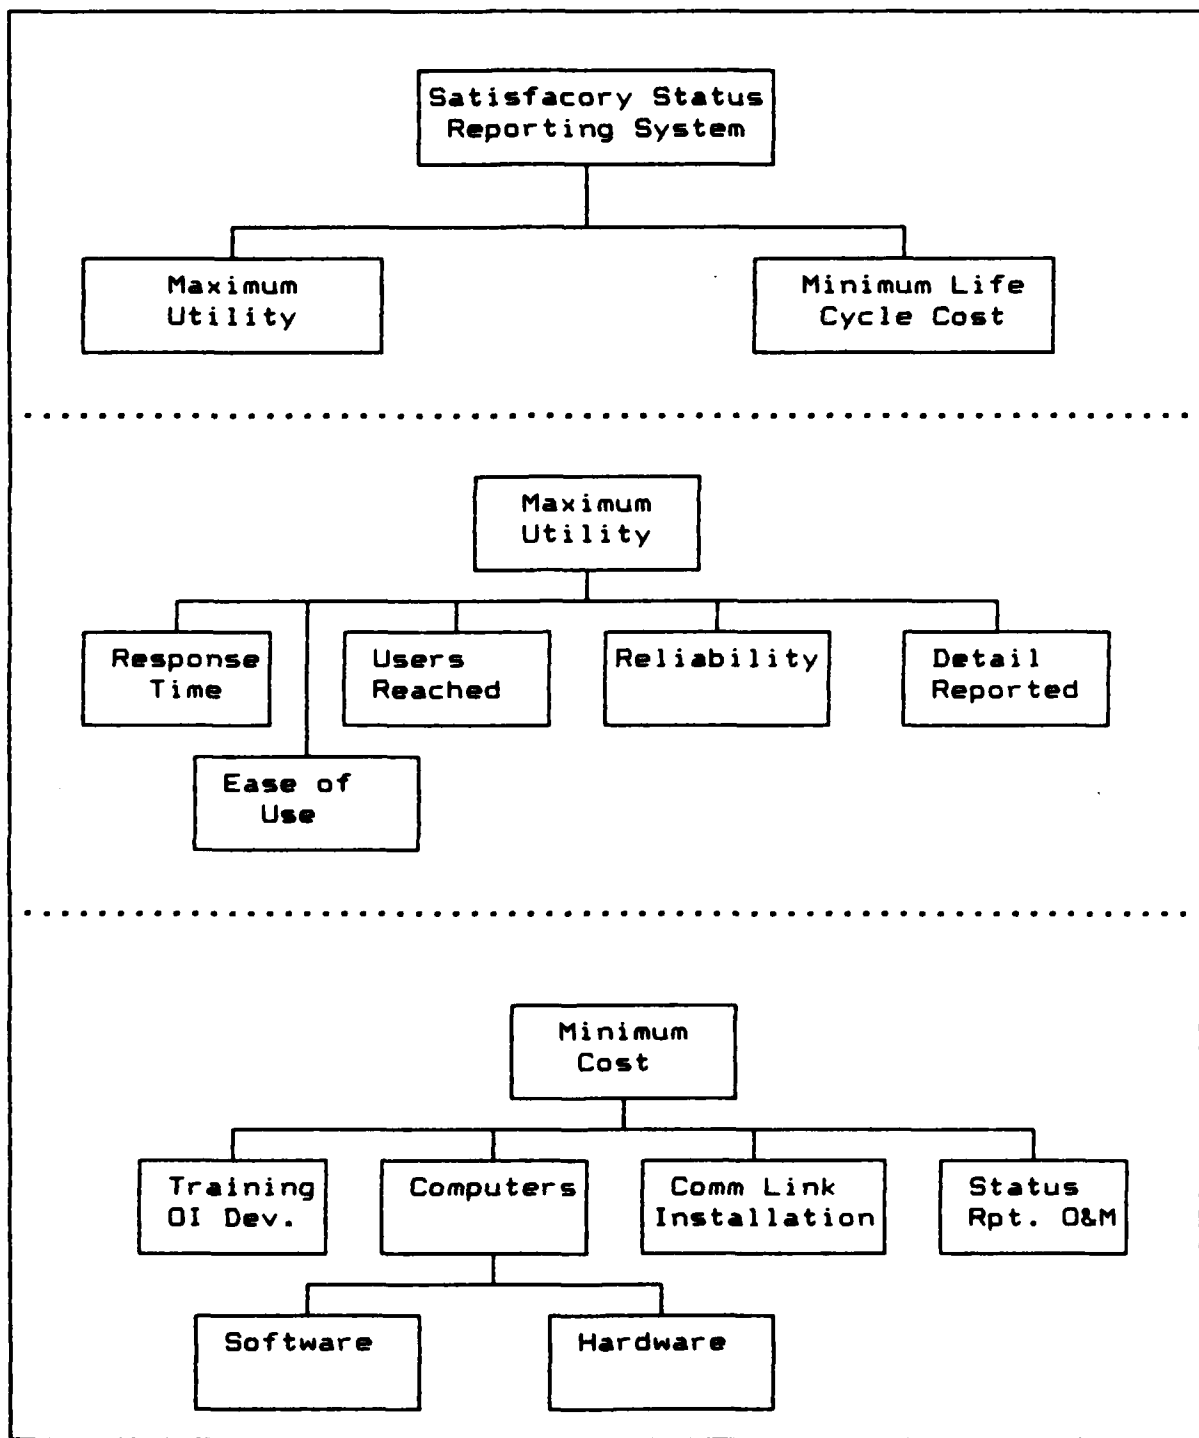 Satisfacory Status
Reporting System
Maximum
Utility
Minimum Life
Cycle Cost
Maximum
Utility
Response
Time
Users
Reached
Reliability
Detail
Reported
Ease of
Use
Minimum
Cost
Training
OI Dev.
Computers
Comm Link
Installation
Status
Rpt. O&M
Software
Hardware